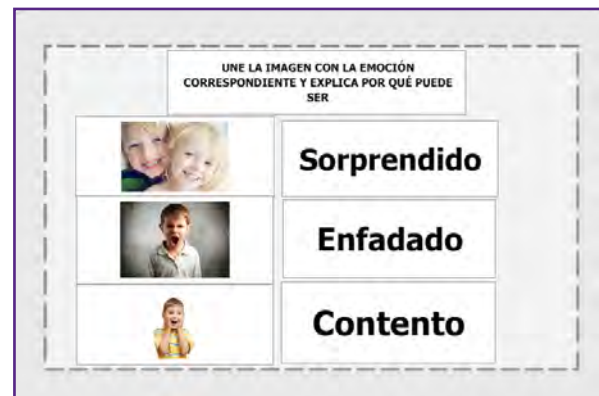 UNE LA IMAGEN CON LA EMOCIÓN
CORRESPONDIENTE Y EXPLICA POR QUÉ PUEDE
SER
Sorprendido
Enfadado
Contento